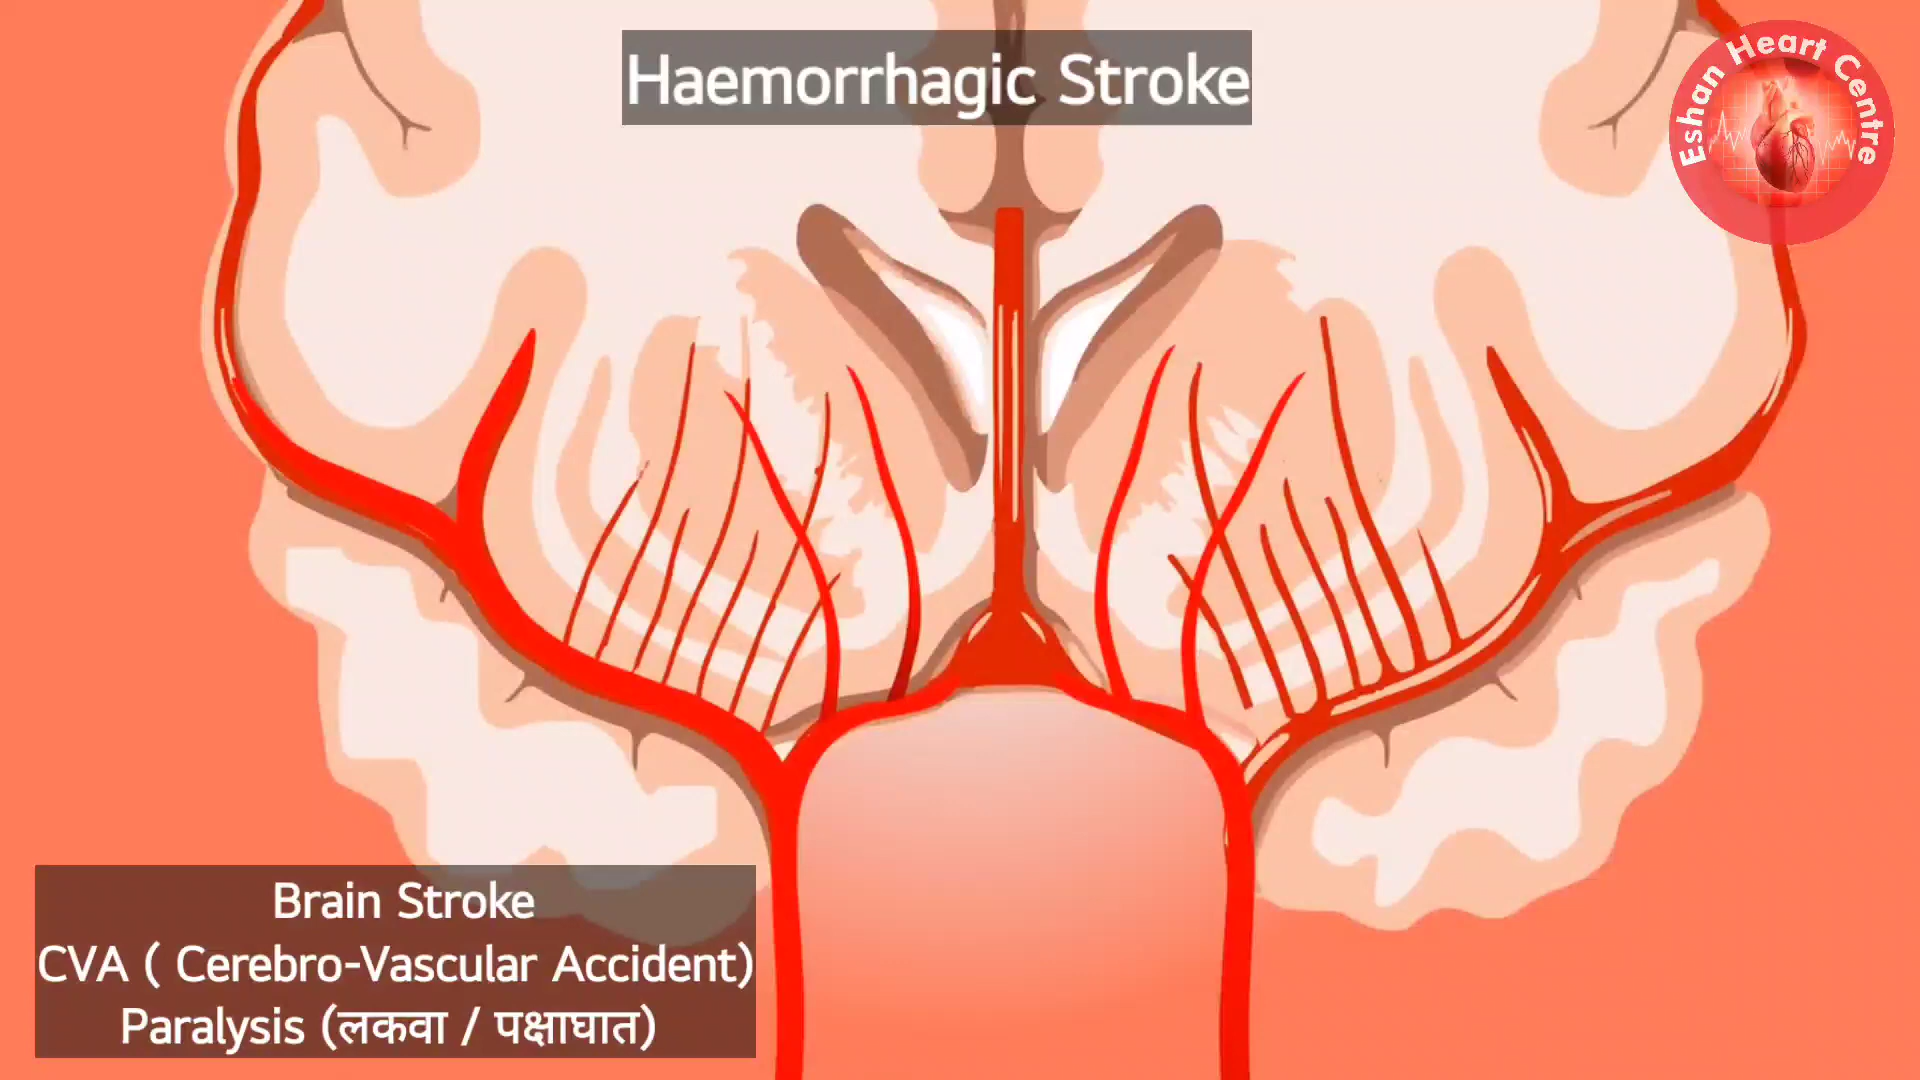 Haemorrhagic Stroke
Eshan Heart Centre
Brain Stroke
CVA ( Cerebro-Vascular Accident)
Paralysis (लकवा / पक्षाघात)